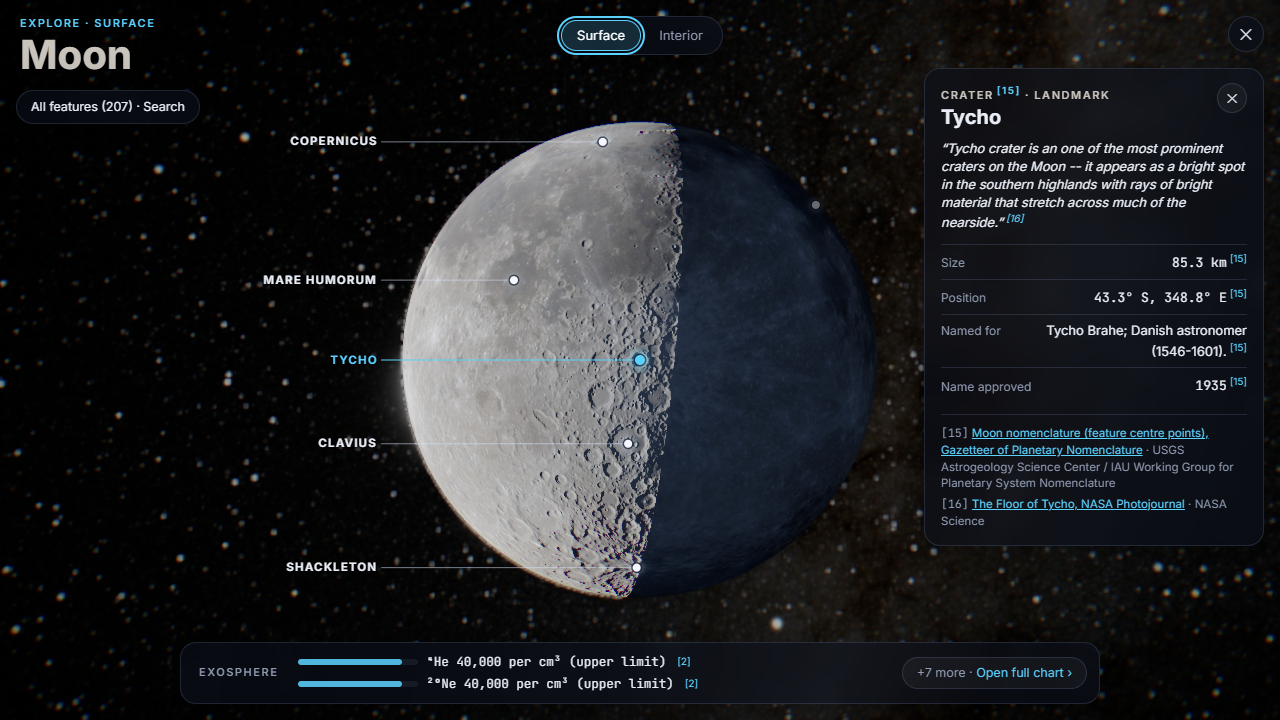 EXPLORE · SURFACE
Moon
All features (207) · Search
Surface
Interior
COPERNICUS
MARE HUMORUM
TYCHO
CLAVIUS
SHACKLETON
CRATER [15] · LANDMARK
Tycho
“Tycho crater is an one of the most prominent
craters on the Moon -- it appears as a bright spot
in the southern highlands with rays of bright
material that stretch across much of the
nearside.” [16]
Size 85.3 km [15]
Position 43.3° S, 348.8° E [15]
Named for Tycho Brahe; Danish astronomer
(1546-1601). [15]
Name approved 1935 [15]
[15] Moon nomenclature (feature centre points),
Gazetteer of Planetary Nomenclature · USGS
Astrogeology Science Center / IAU Working Group for
Planetary System Nomenclature
[16] The Floor of Tycho, NASA Photojournal · NASA
Science
EXOSPHERE
⁴He 40,000 per cm³ (upper limit) [2]
²⁰Ne 40,000 per cm³ (upper limit) [2]
+7 more · Open full chart ›